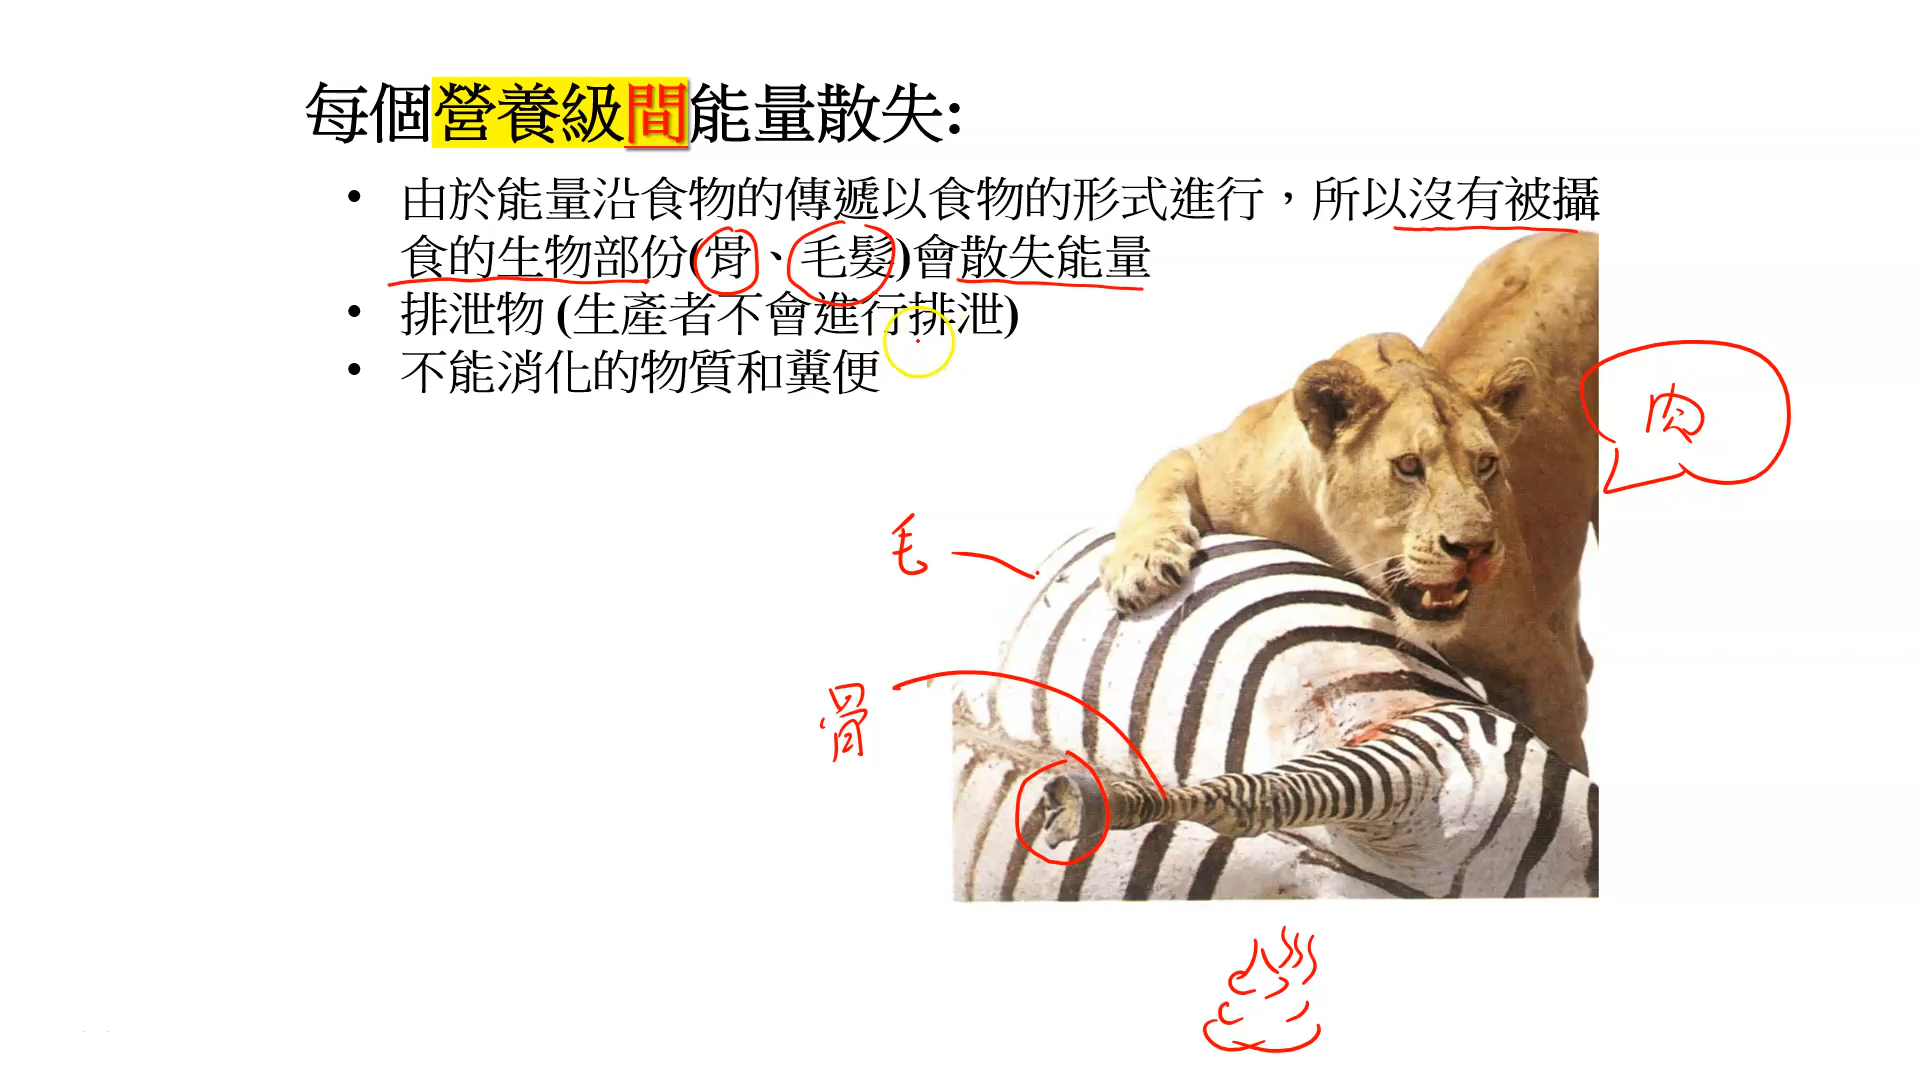 每個營養級間能量散失:
• 由於能量沿食物的傳遞以食物的形式進行，所以沒有被攝
食的生物部份(骨、毛髮)會散失能量
• 排泄物 (生產者不會進行排泄)
• 不能消化的物質和糞便
肉
毛
骨